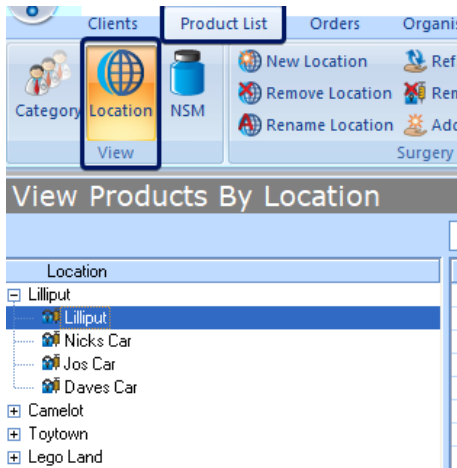 Clients Product List Orders
Category Location NSM
New Location
Remove Location
Rename Location
View Surgery
View Products By Location
Location
Lilliput
Lilliput
Nicks Car
Jos Car
Daves Car
Camelot
Toytown
Lego Land